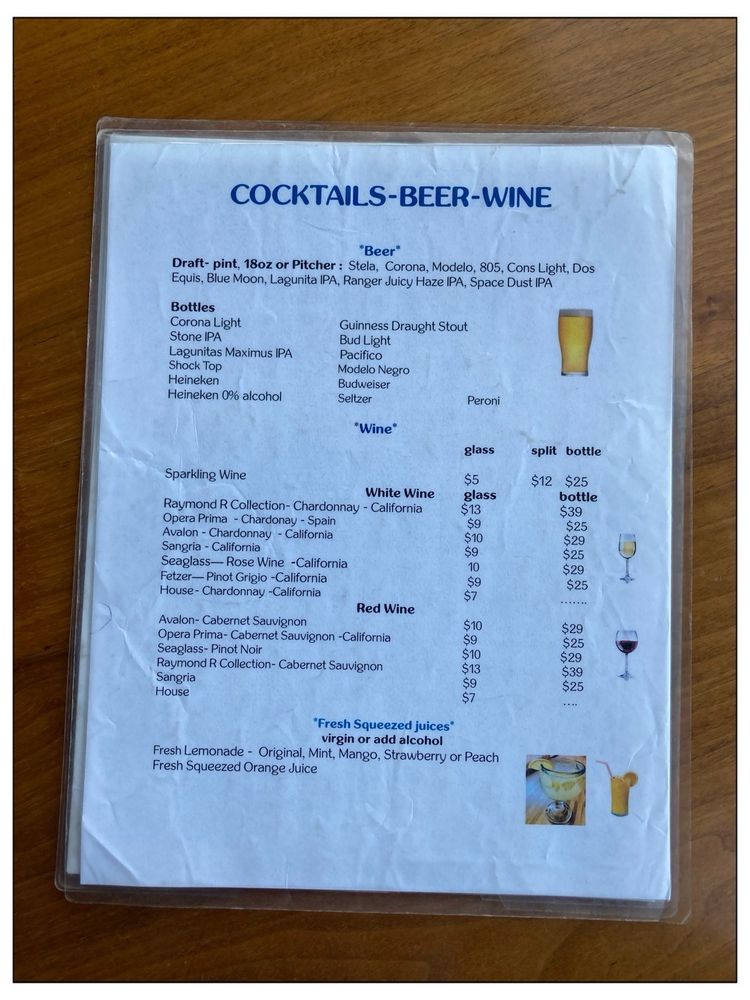 COCKTAILS-BEER-WINE
*Beer*
Draft- pint, 18oz or Pitcher : Stela, Corona, Modelo, 805, Cons Light, Dos
Equis, Blue Moon, Lagunita IPA, Ranger Juicy Haze IPA, Space Dust IPA
Bottles
Corona Light Guinness Draught Stout
Stone IPA Bud Light
Lagunitas Maximus IPA Pacifico
Shock Top Modelo Negro
Heineken Budweiser
Heineken 0% alcohol Seltzer Peroni
*Wine*
glass split bottle
Sparkling Wine $5 $12 $25
White Wine glass bottle
Raymond R Collection- Chardonnay - California $13 $39
Opera Prima - Chardonay - Spain $9 $25
Avalon - Chardonnay - California $10 $29
Sangria - California $9 $25
Seaglass— Rose Wine -California 10 $29
Fetzer— Pinot Grigio -California $9 $25
House- Chardonnay -California $7 .......
Red Wine
Avalon- Cabernet Sauvignon $10 $29
Opera Prima- Cabernet Sauvignon -California $9 $25
Seaglass- Pinot Noir $10 $29
Raymond R Collection- Cabernet Sauvignon $13 $39
Sangria $9 $25
House $7 ....
*Fresh Squeezed juices*
virgin or add alcohol
Fresh Lemonade - Original, Mint, Mango, Strawberry or Peach
Fresh Squeezed Orange Juice